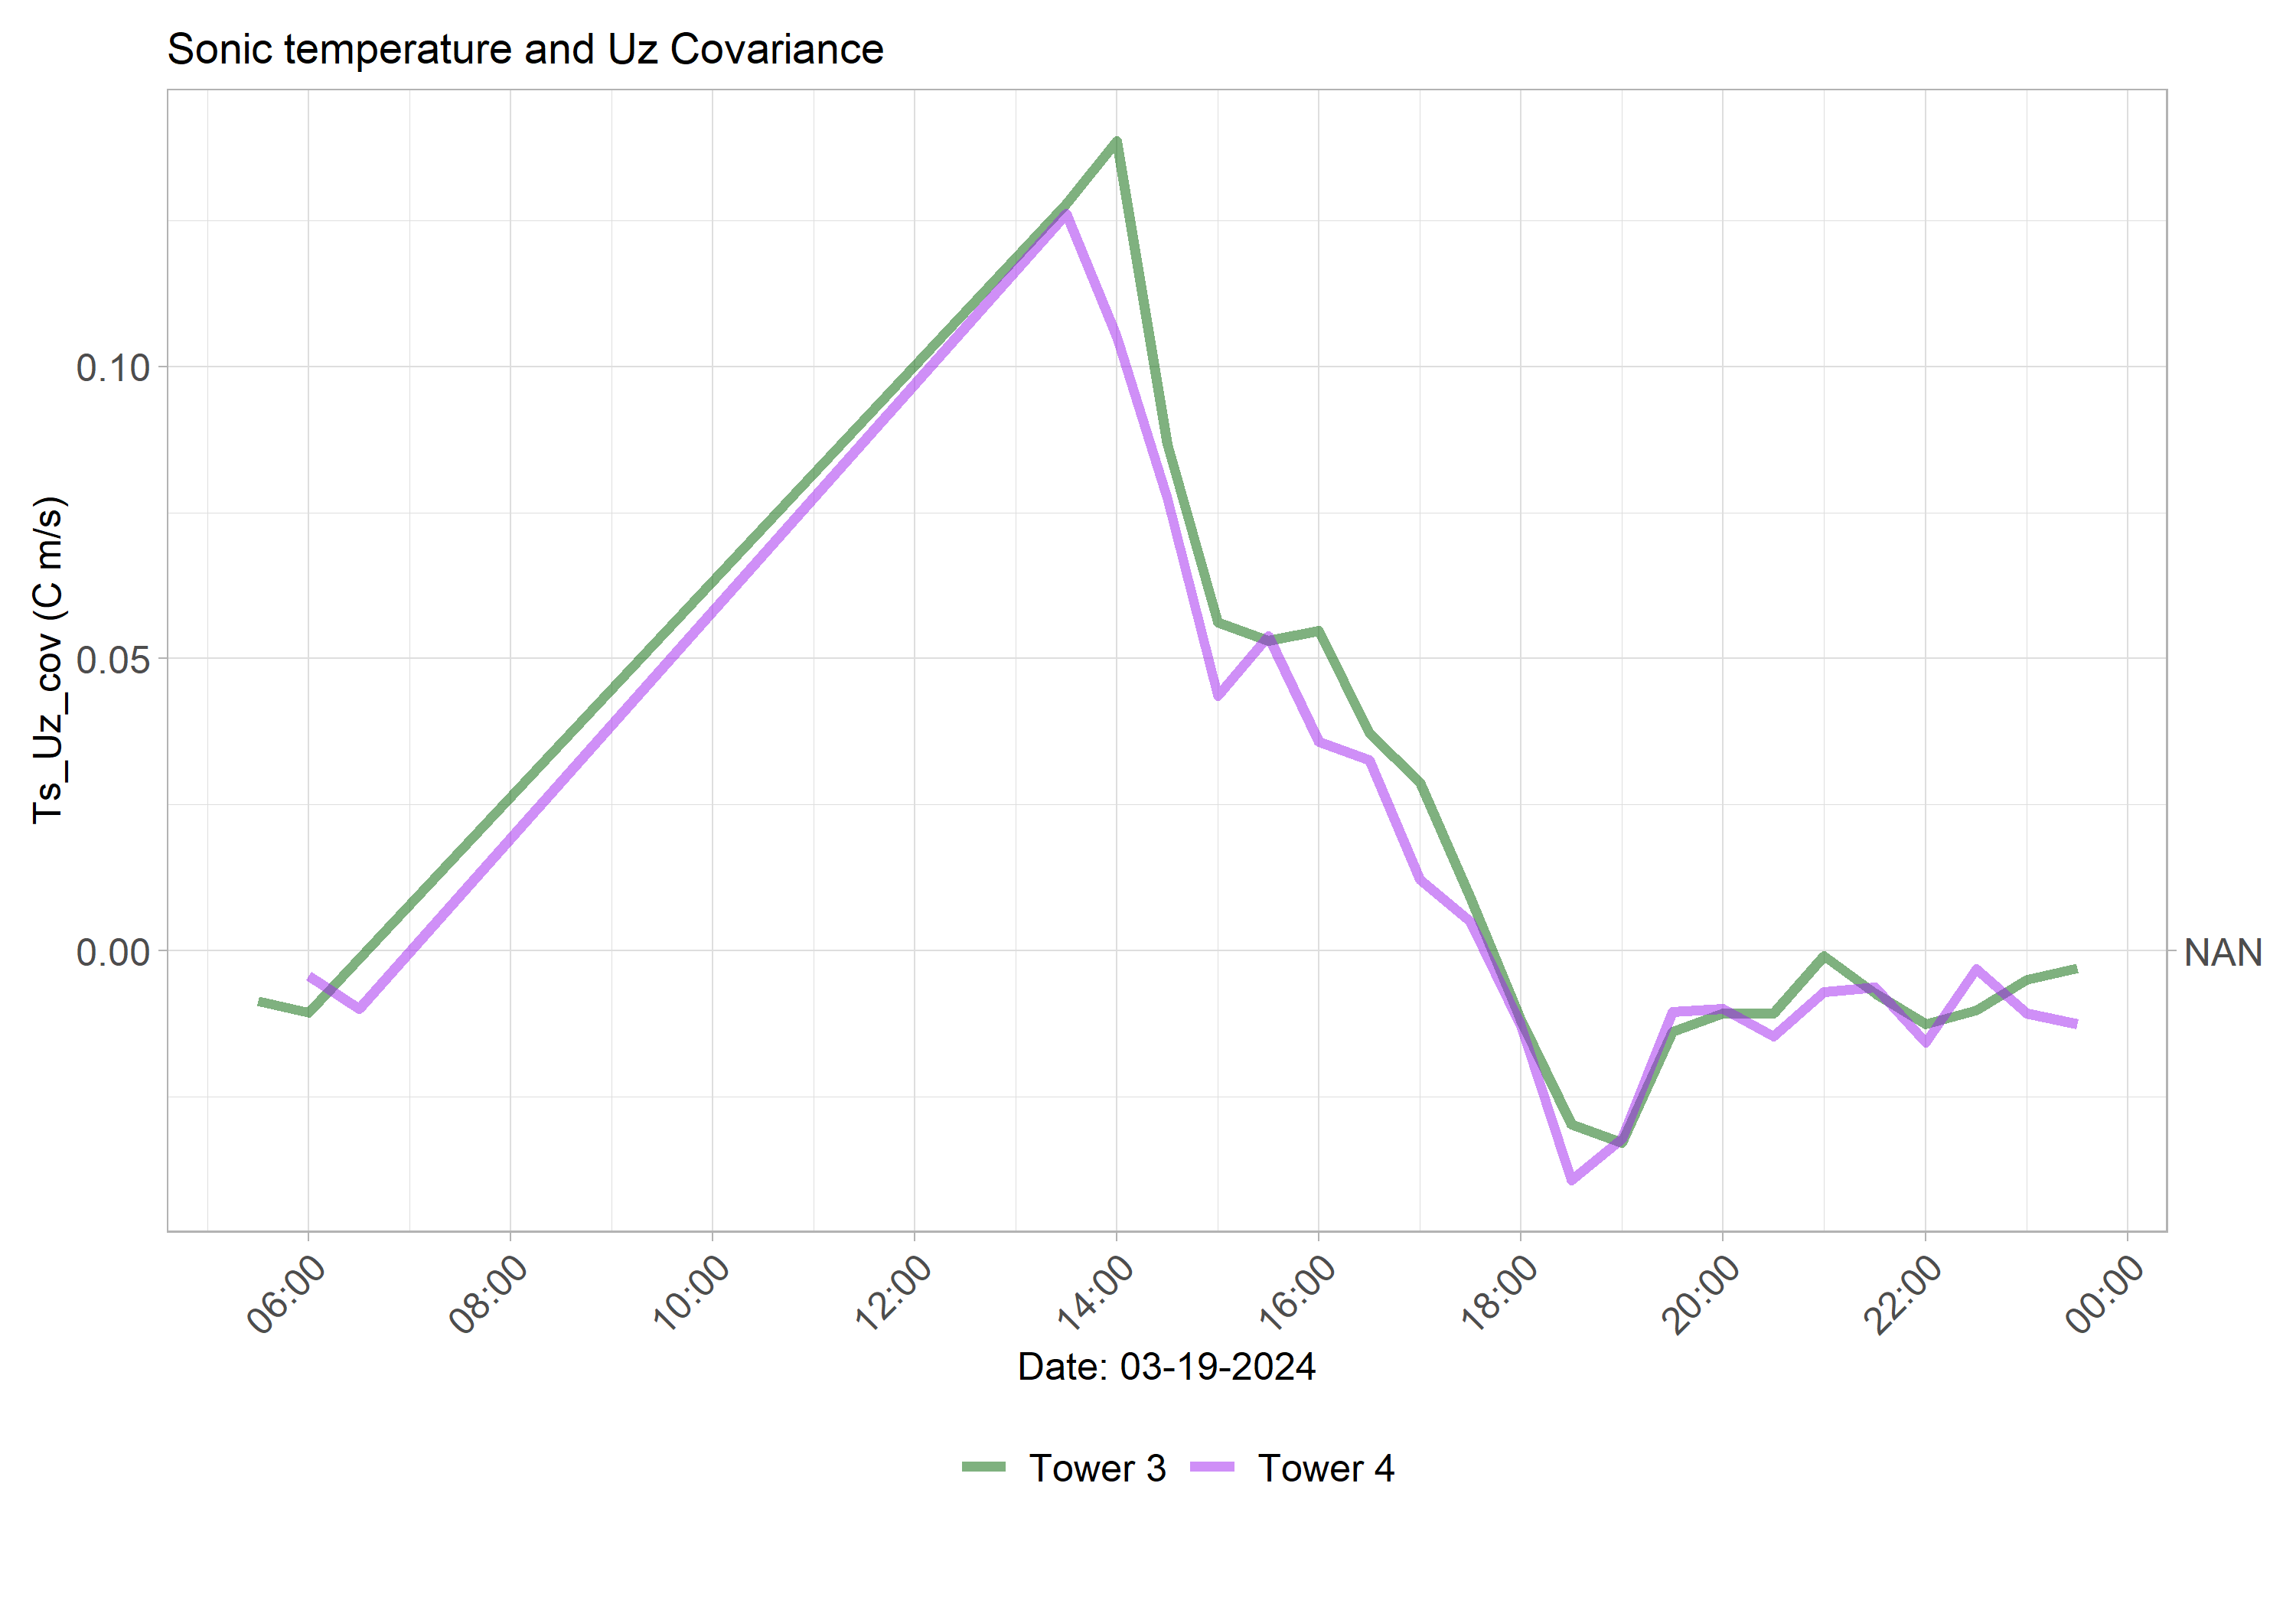 Sonic temperature and Uz Covariance
Ts_Uz_cov (C m/s)
0.10
0.05
0.00
NAN
06:00
08:00
10:00
12:00
14:00
16:00
18:00
20:00
22:00
00:00
Date: 03-19-2024
Tower 3
Tower 4